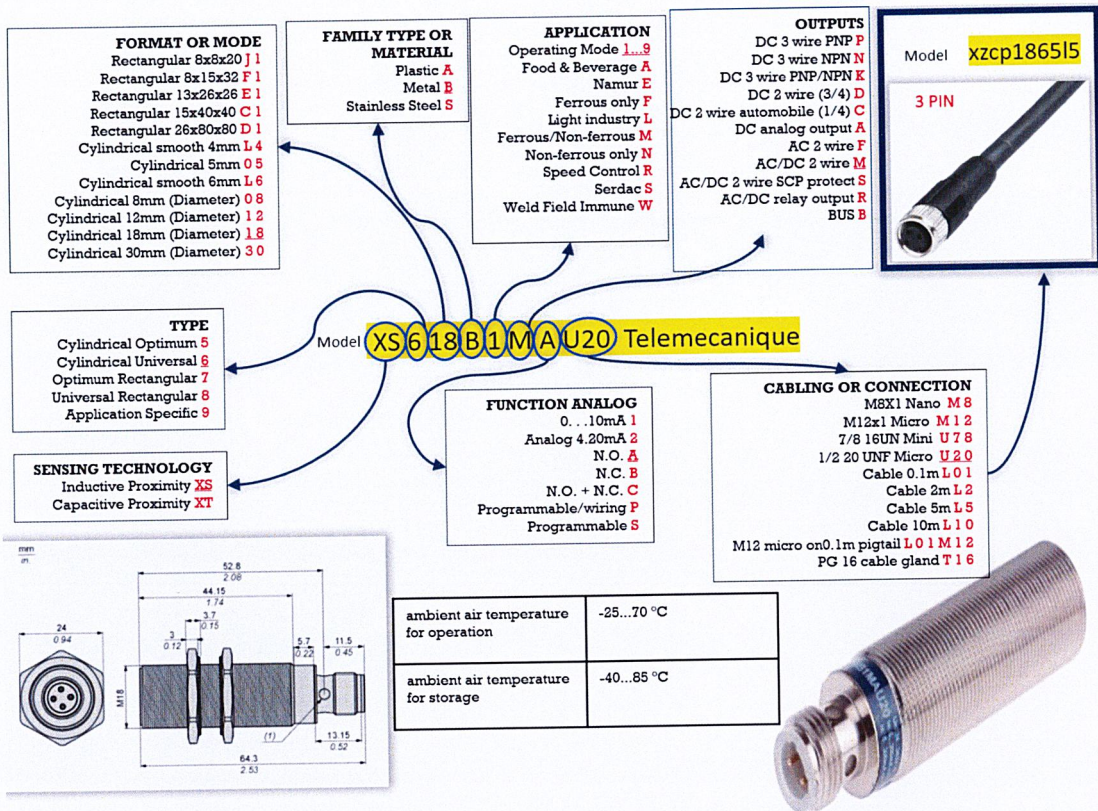 FORMAT OR MODE
Rectangular 8x8x20 J 1
Rectangular 8x15x32 F 1
Rectangular 13x26x26 E 1
Rectangular 15x40x40 C 1
Rectangular 26x80x80 D 1
Cylindrical smooth 4mm L 4
Cylindrical 5mm 0 5
Cylindrical smooth 6mm L 6
Cylindrical 8mm (Diameter) 0 8
Cylindrical 12mm (Diameter) 1 2
Cylindrical 18mm (Diameter) 18
Cylindrical 30mm (Diameter) 3 0
FAMILY TYPE OR
MATERIAL
Plastic A
Metal B
Stainless Steel S
APPLICATION
Operating Mode 1...9
Food & Beverage A
Namur E
Ferrous only F
Light industry L
Ferrous/Non-ferrous M
Non-ferrous only N
Speed Control R
Serdac S
Weld Field Immune W
OUTPUTS
DC 3 wire PNP P
DC 3 wire NPN N
DC 3 wire PNP/NPN K
DC 2 wire (3/4) D
DC 2 wire automobile (1/4) C
DC analog output A
AC 2 wire F
AC/DC 2 wire M
AC/DC 2 wire SCP protect S
AC/DC relay output R
BUS B
Model xzcp1865l5
3 PIN
Model XS 6 18 B 1 M A U20 Telemecanique
TYPE
Cylindrical Optimum 5
Cylindrical Universal 6
Optimum Rectangular 7
Universal Rectangular 8
Application Specific 9
SENSING TECHNOLOGY
Inductive Proximity XS
Capacitive Proximity XT
FUNCTION ANALOG
0. . .10mA 1
Analog 4.20mA 2
N.O. A
N.C. B
N.O. + N.C. C
Programmable/wiring P
Programmable S
CABLING OR CONNECTION
M8X1 Nano M 8
M12x1 Micro M 1 2
7/8 16UN Mini U 7 8
1/2 20 UNF Micro U 2 0
Cable 0.1m L 0 1
Cable 2m L 2
Cable 5m L 5
Cable 10m L 1 0
M12 micro on0.1m pigtail L 0 1 M 1 2
PG 16 cable gland T 1 6
mm
in.
52.8
2.08
44.15
1.74
3.7
0.15
3
0.12
5.7
0.22
11.5
0.45
24
0.94
M18
(1)
13.15
0.52
64.3
2.53
ambient air temperature
for operation
-25...70 °C
ambient air temperature
for storage
-40...85 °C